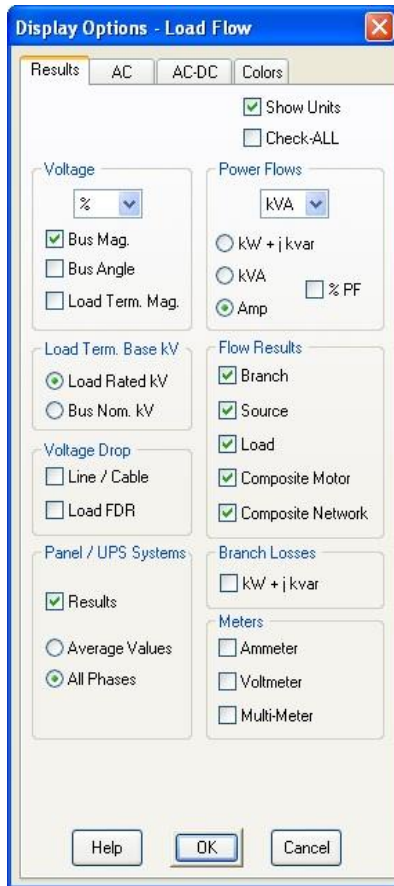 Display Options - Load Flow
Results AC AC-DC Colors
Show Units
Check-ALL
Voltage
%
Bus Mag.
Bus Angle
Load Term. Mag.
Power Flows
kVA
kW + j kvar
kVA
% PF
Amp
Load Term. Base kV
Load Rated kV
Bus Nom. kV
Flow Results
Branch
Source
Load
Composite Motor
Composite Network
Voltage Drop
Line / Cable
Load FDR
Panel / UPS Systems
Results
Average Values
All Phases
Branch Losses
kW + j kvar
Meters
Ammeter
Voltmeter
Multi-Meter
Help OK Cancel